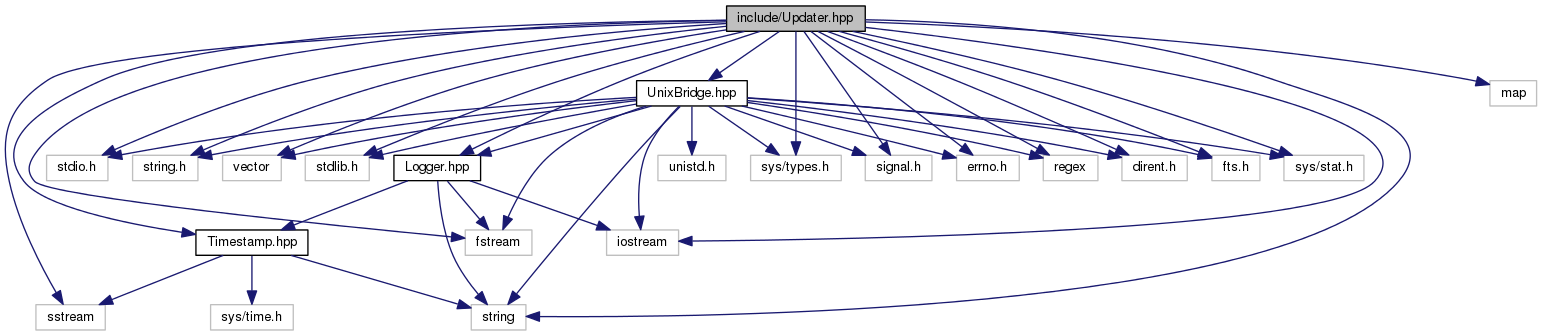 include/Updater.hpp
UnixBridge.hpp
map
stdio.h
string.h
vector
stdlib.h
Logger.hpp
unistd.h
sys/types.h
signal.h
errno.h
regex
dirent.h
fts.h
sys/stat.h
Timestamp.hpp
fstream
iostream
sstream
sys/time.h
string